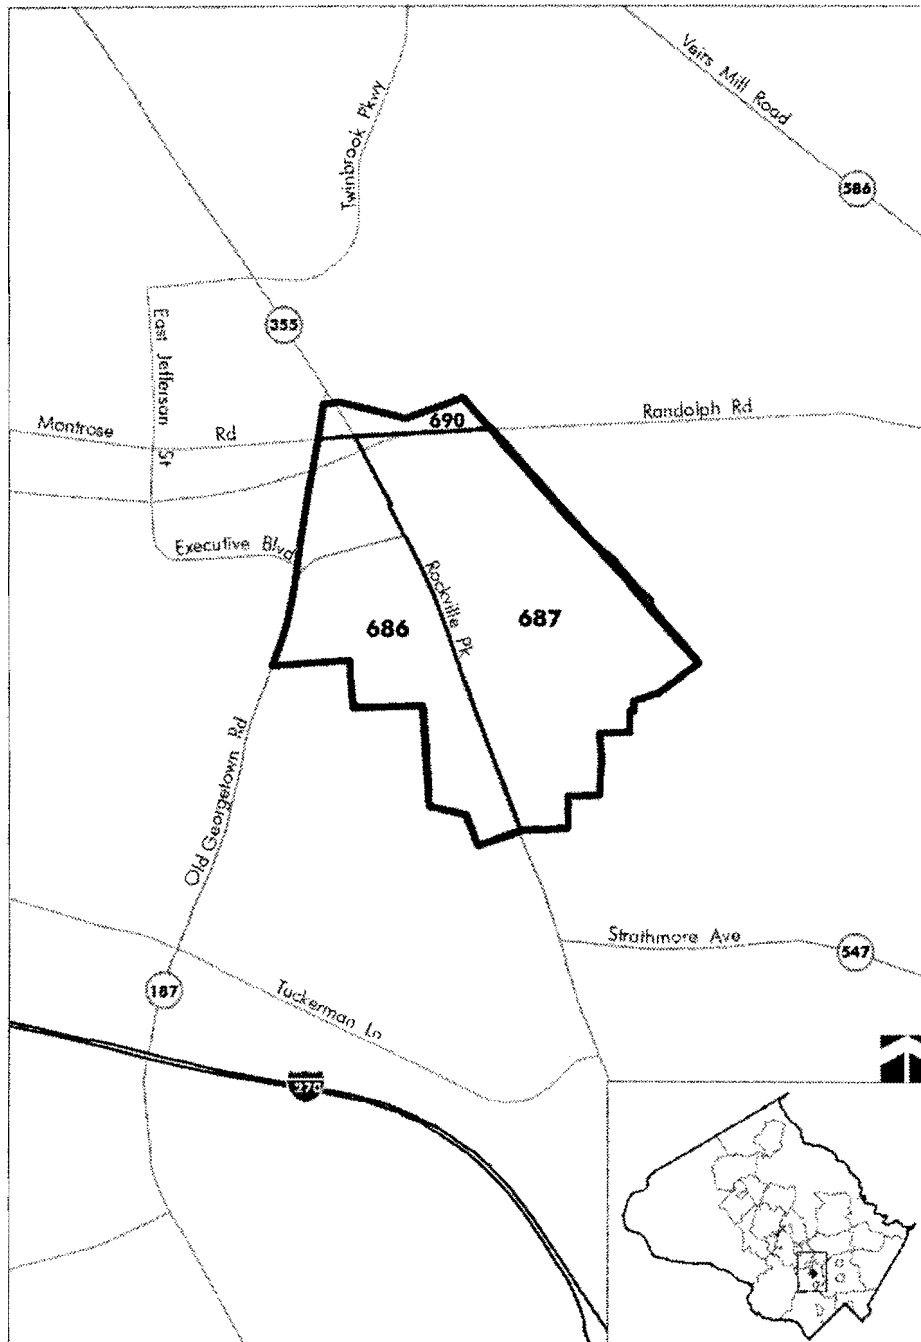 Veirs Mill Road
Twinbrook Pkwy
586
355
East Jefferson St
690
Randolph Rd
Montrose Rd
Executive Blvd
Rockville Pk
686
687
Old Georgetown Rd
Strathmore Ave
547
187
Tuckerman Ln
270